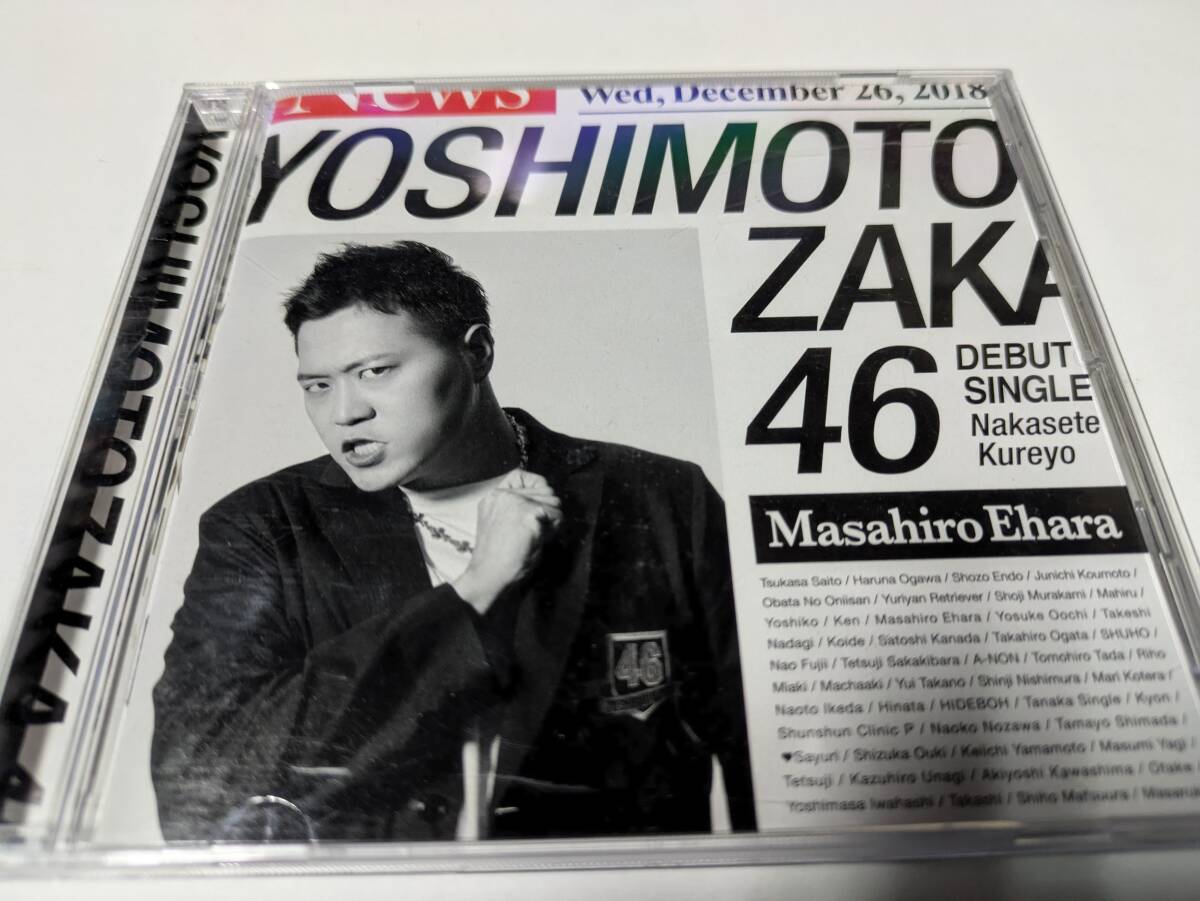 News
Wed, December 26, 2018
YOSHIMOTO
ZAKA
46
DEBUT
SINGLE
Nakasete
Kureyo
Masahiro Ehara
Tsukasa Saito / Haruna Ogawa / Shozo Endo / Junichi Koumoto /
Obata No Oniisan / Yuriyan Retriever / Shoji Murakami / Mahiru /
Yoshiko / Ken / Masahiro Ehara / Yosuke Oochi / Takeshi
Nadagi / Koide / Satoshi Kanada / Takahiro Ogata / SHUHO /
Nao Fujii / Tetsuji Sakakibara / A-NON / Tomohiro Tada / Riho
Miaki / Machaaki / Yui Takano / Shinji Nishimura / Mari Kotera /
Naoto Ikeda / Hinata / HIDEBOH / Tanaka Single / Kyon /
Shunshun Clinic P / Naoko Nozawa / Tamayo Shimada /
♥Sayuri / Shizuka Ouki / Keiichi Yamamoto / Masumi Yagi /
Tetsuji / Kazuhiro Unagi / Akiyoshi Kawashima / Otaka /
Yoshimasa Iwahashi / Takashi / Shiho Matsuura / Masaru
46
YOSHIMOTOZAKA 4